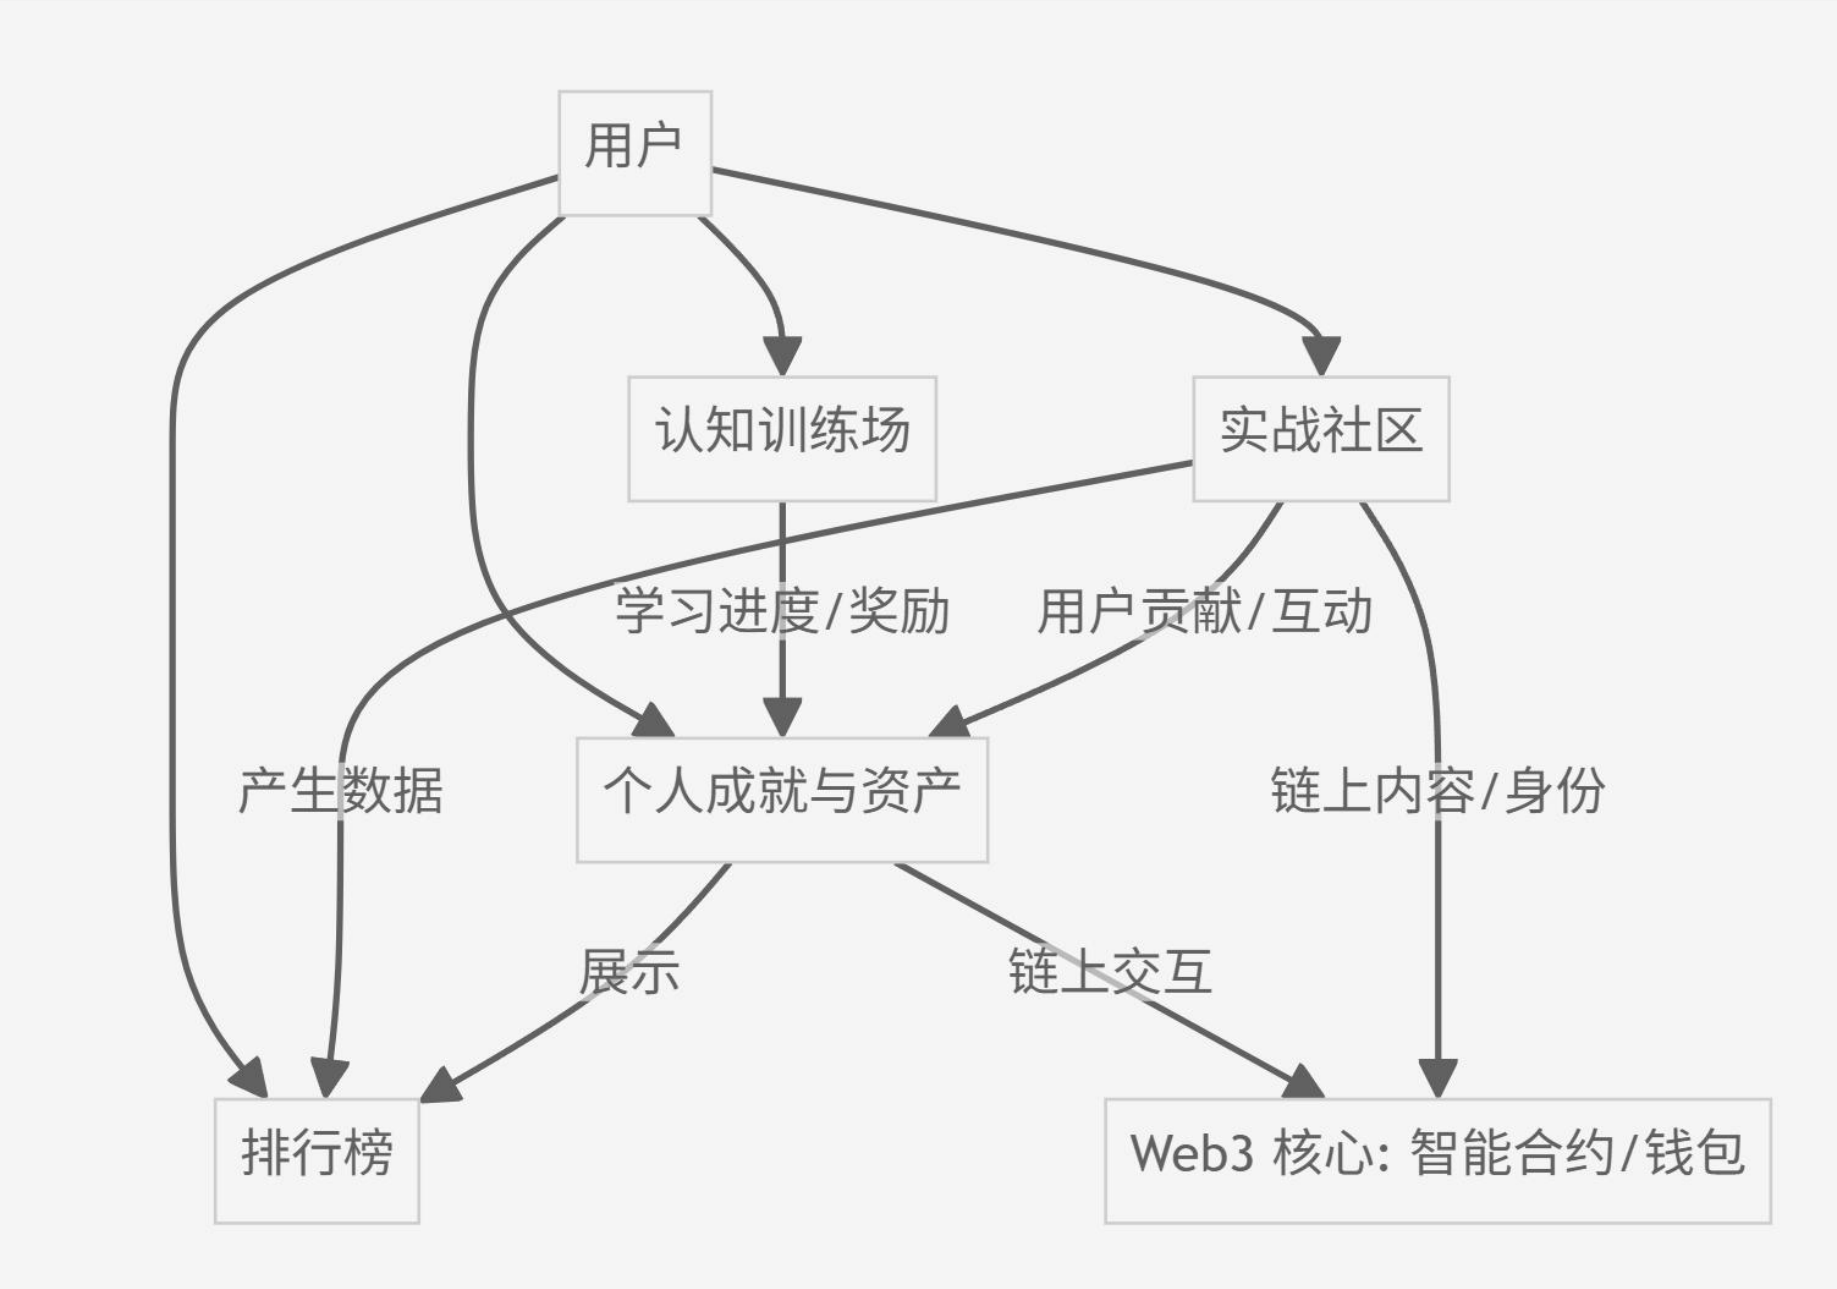 用户
认知训练场
实战社区
学习进度/奖励
用户贡献/互动
产生数据
个人成就与资产
链上内容/身份
展示
链上交互
排行榜
Web3 核心: 智能合约/钱包